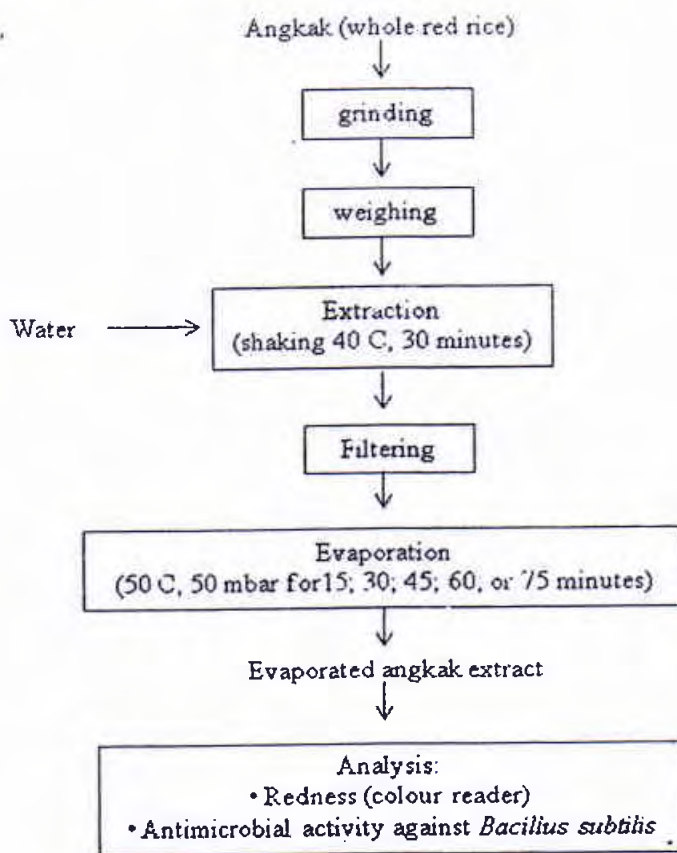 Angkak (whole red rice)
grinding
weighing
Water
Extraction
(shaking 40 C, 30 minutes)
Filtering
Evaporation
(50 C, 50 mbar for15; 30; 45; 60, or 75 minutes)
Evaporated angkak extract
Analysis:
• Redness (colour reader)
• Antimicrobial activity against Bacilius subtilis